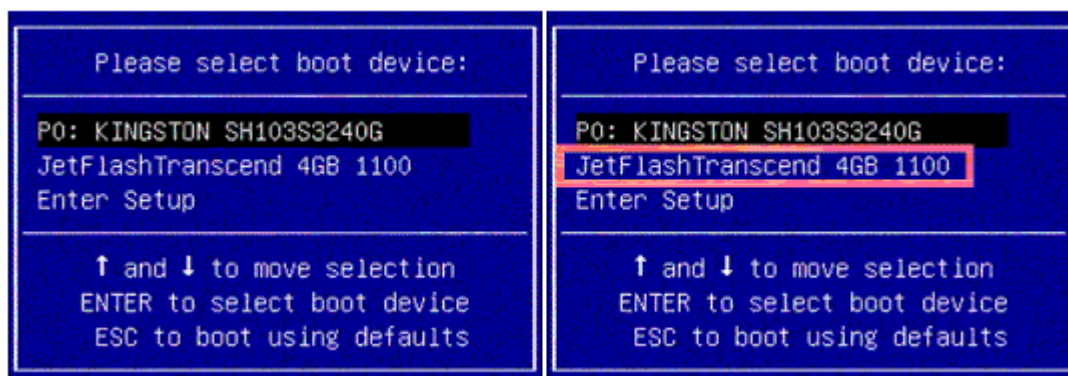 Please select boot device:
P0: KINGSTON SH103S3240G
JetFlashTranscend 4GB 1100
Enter Setup
↑ and ↓ to move selection
ENTER to select boot device
ESC to boot using defaults
Please select boot device:
P0: KINGSTON SH103S3240G
JetFlashTranscend 4GB 1100
Enter Setup
↑ and ↓ to move selection
ENTER to select boot device
ESC to boot using defaults